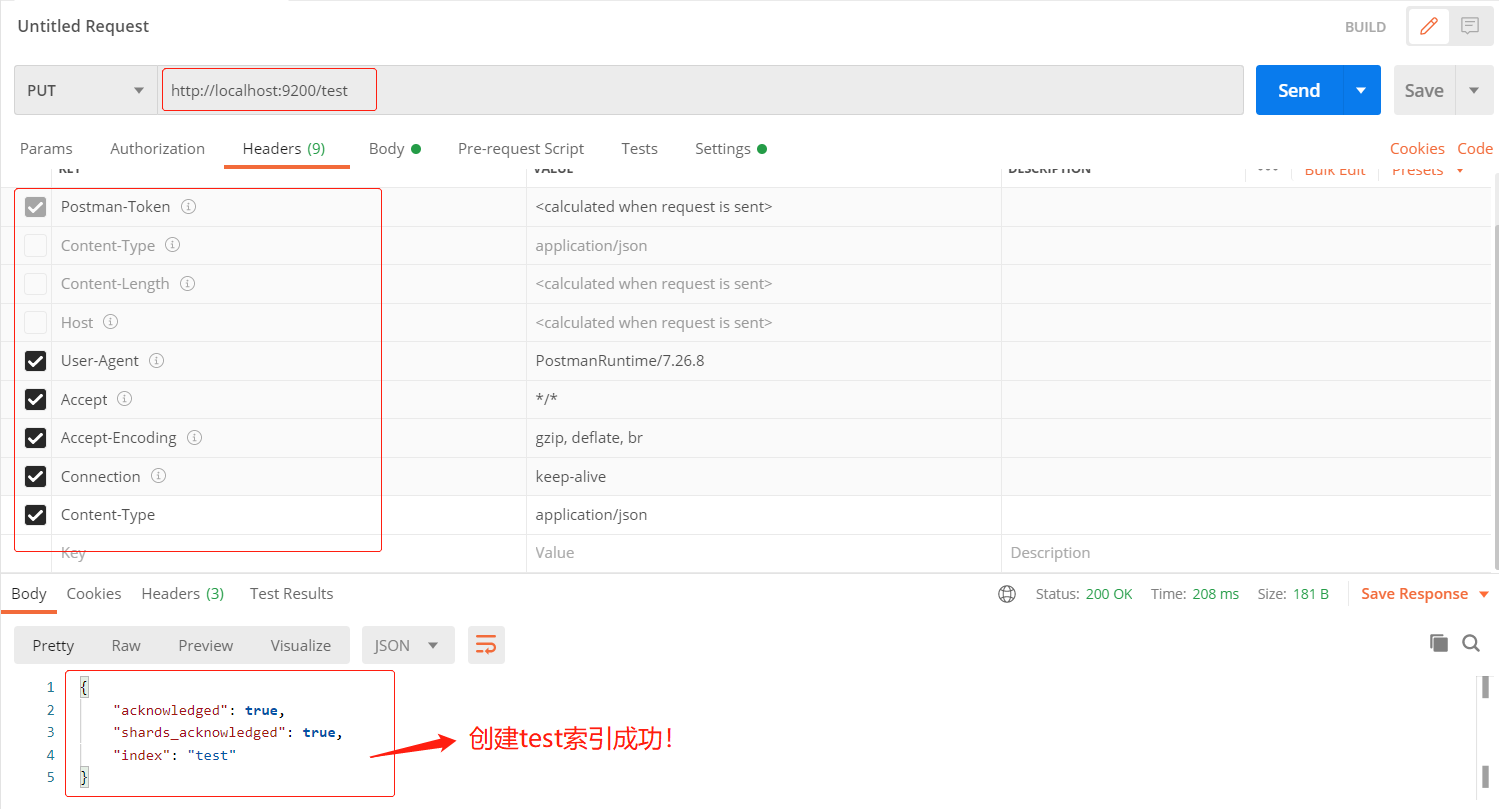 Untitled Request
BUILD
PUT
http://localhost:9200/test
Send
Save
Params
Authorization
Headers (9)
Body
Pre-request Script
Tests
Settings
Cookies
Code
KEY
VALUE
DESCRIPTION
Bulk Edit
Presets
Postman-Token
<calculated when request is sent>
Content-Type
application/json
Content-Length
<calculated when request is sent>
Host
<calculated when request is sent>
User-Agent
PostmanRuntime/7.26.8
Accept
*/*
Accept-Encoding
gzip, deflate, br
Connection
keep-alive
Content-Type
application/json
Key
Value
Description
Body
Cookies
Headers (3)
Test Results
Status: 200 OK
Time: 208 ms
Size: 181 B
Save Response
Pretty
Raw
Preview
Visualize
JSON
1 {
2 "acknowledged": true,
3 "shards_acknowledged": true,
4 "index": "test"
5 }
创建test索引成功!